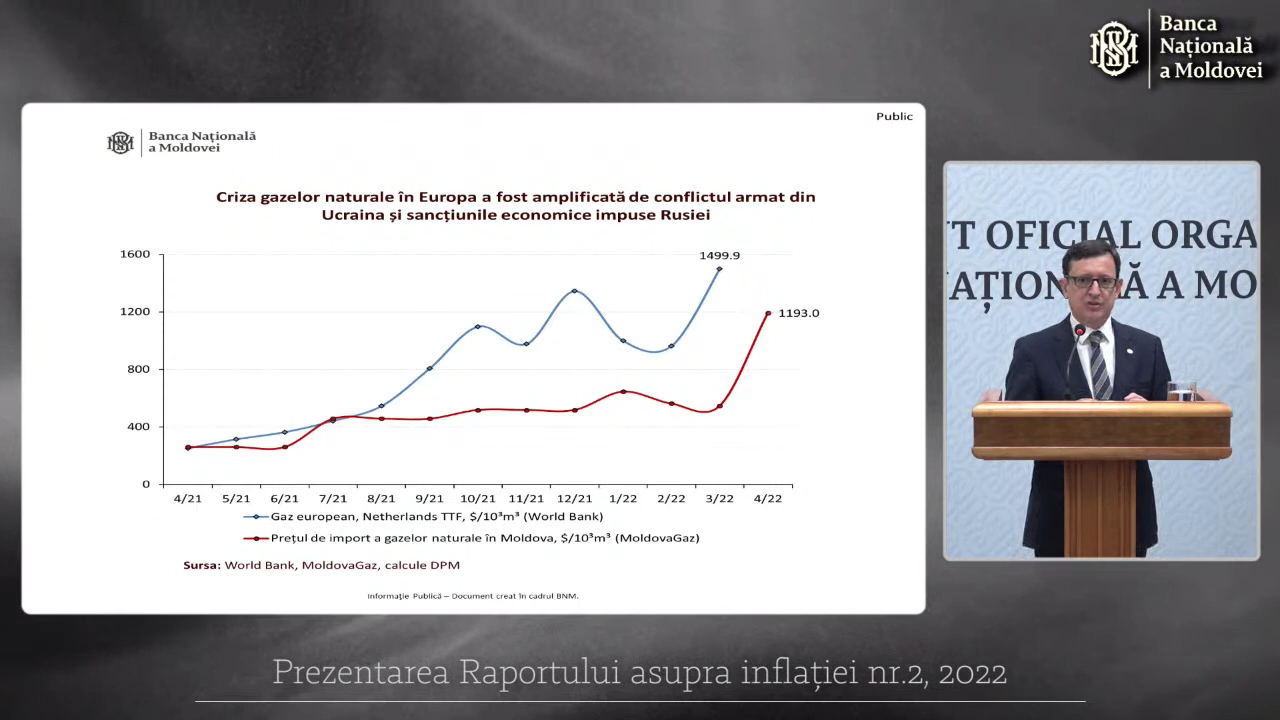 Banca
Națională
a Moldovei
Public
Banca Națională
a Moldovei
Criza gazelor naturale în Europa a fost amplificată de conflictul armat din
Ucraina și sancțiunile economice impuse Rusiei
1600
1200
800
400
0
1499.9
1193.0
4/21 5/21 6/21 7/21 8/21 9/21 10/21 11/21 12/21 1/22 2/22 3/22 4/22
Gaz european, Netherlands TTF, $/10³m³ (World Bank)
Prețul de import a gazelor naturale în Moldova, $/10³m³ (MoldovaGaz)
Sursa: World Bank, MoldovaGaz, calcule DPM
Informație Publică – Document creat în cadrul BNM.
T OFICIAL ORGA
AȚION Ă A MO
Prezentarea Raportului asupra inflației nr.2, 2022